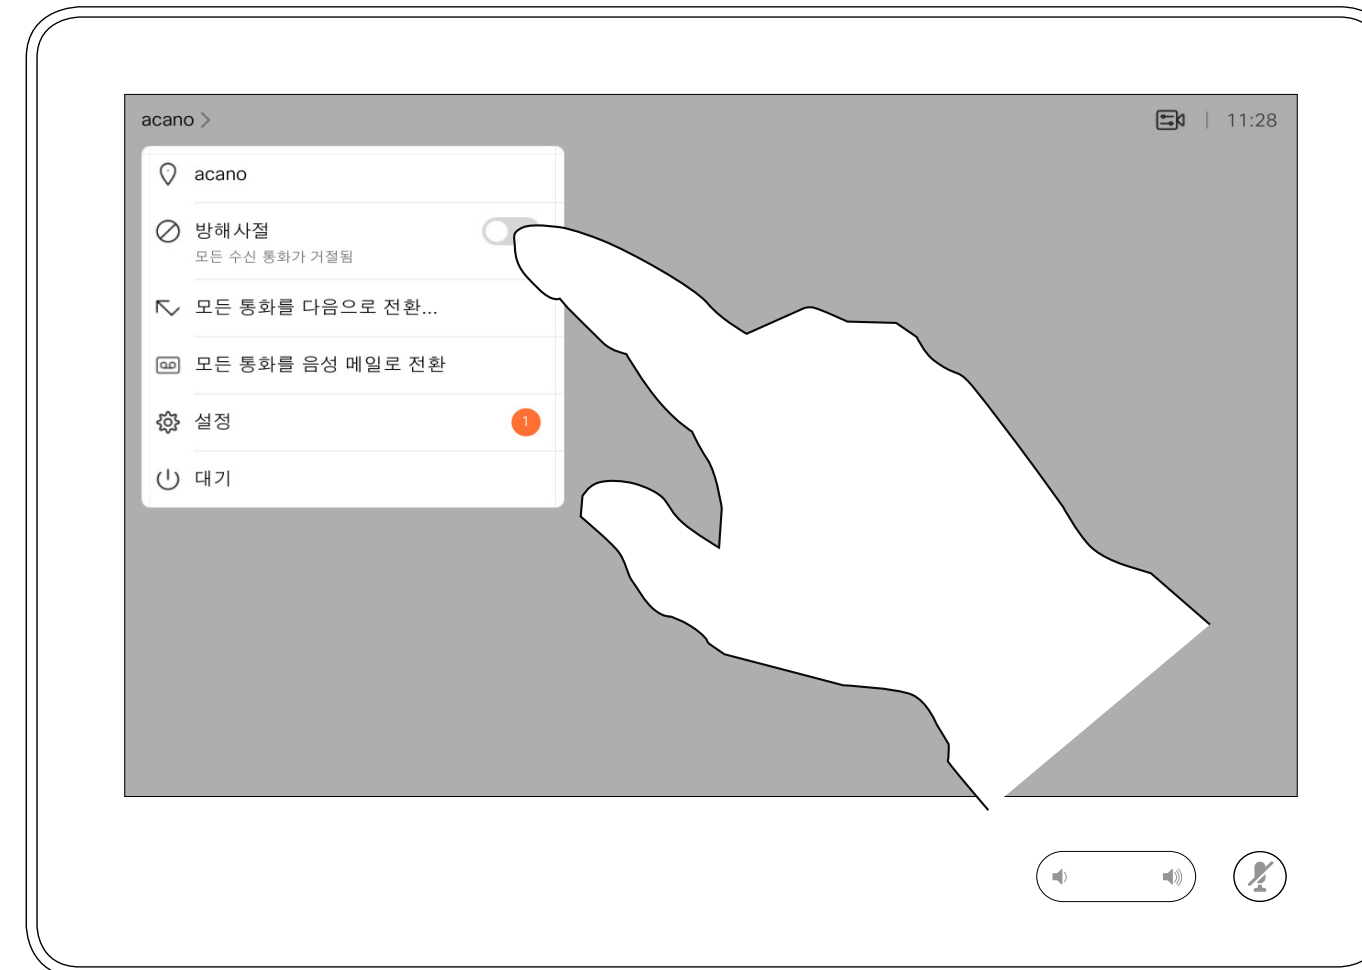 acano >
11:28
acano
방해사절
모든 수신 통화가 거절됨
모든 통화를 다음으로 전환...
모든 통화를 음성 메일로 전환
설정
1
대기